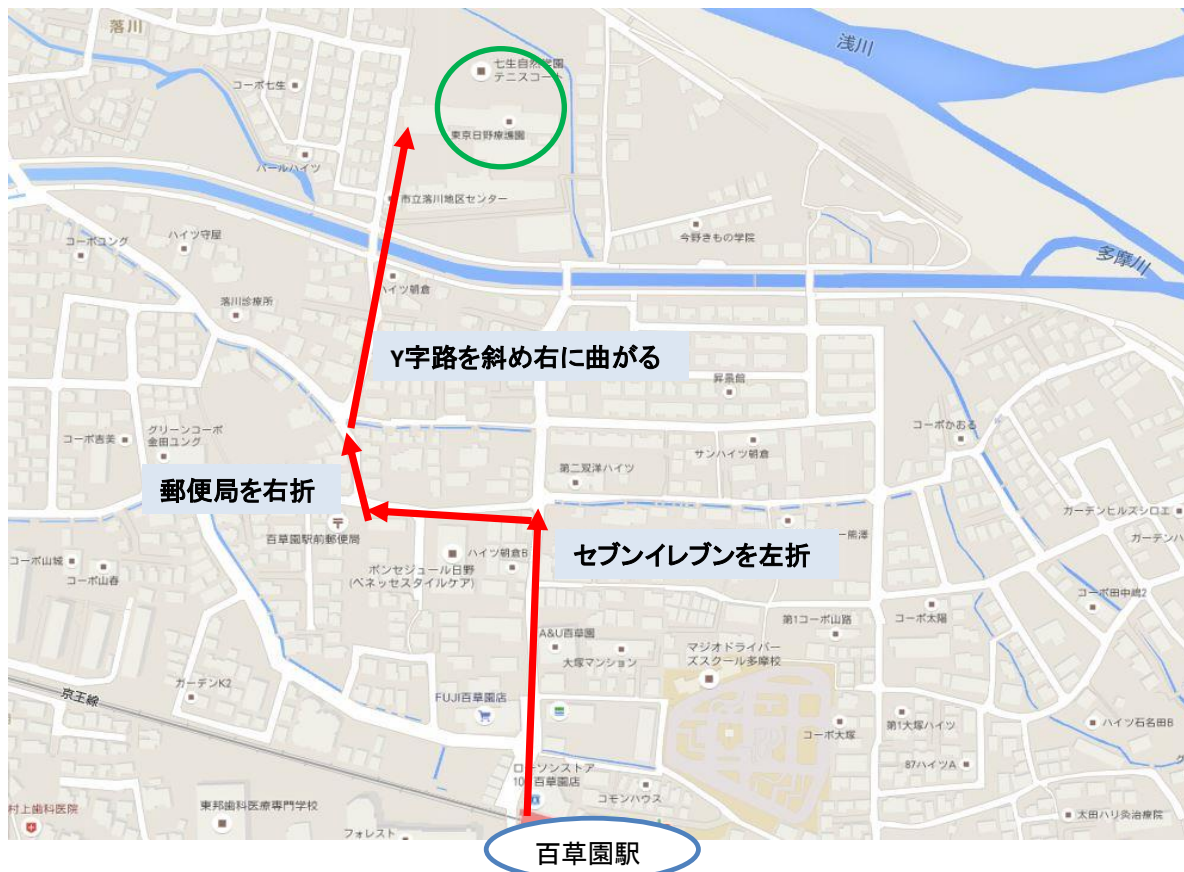 落川
浅川
七生自然学園
テニスコート
コーポ七生
東京日野療護園
パールハイツ
市立落川地区センター
コーポユング
ハイツ守屋
今野きもの学院
多摩川
ハイツ朝倉
落川診療所
Y字路を斜め右に曲がる
昇景館
コーポ吉美
グリーンコーポ
金田ユング
コーポかおる
サンハイツ朝倉
第二双洋ハイツ
郵便局を右折
ガーデンヒルズシロエ
百草園駅前郵便局
セブンイレブンを左折
ー熊澤
ガーデンハ
コーポ山城
コーポ山春
ボンセジュール日野
(ベネッセスタイルケア)
ハイツ朝倉B
コーポ田中嶋2
第1コーポ山路
コーポ太陽
A&U百草園
大塚マンション
マジオドライバー
ズスクール多摩校
ガーデンK2
京王線
FUJI百草園店
コーポ大塚
第1大塚ハイツ
ハイツ石名田B
87ハイツA
ローソンストア
百草園店
コモンハウス
村上歯科医院
東邦歯科医療専門学校
フォレスト
太田ハリ灸治療院
百草園駅